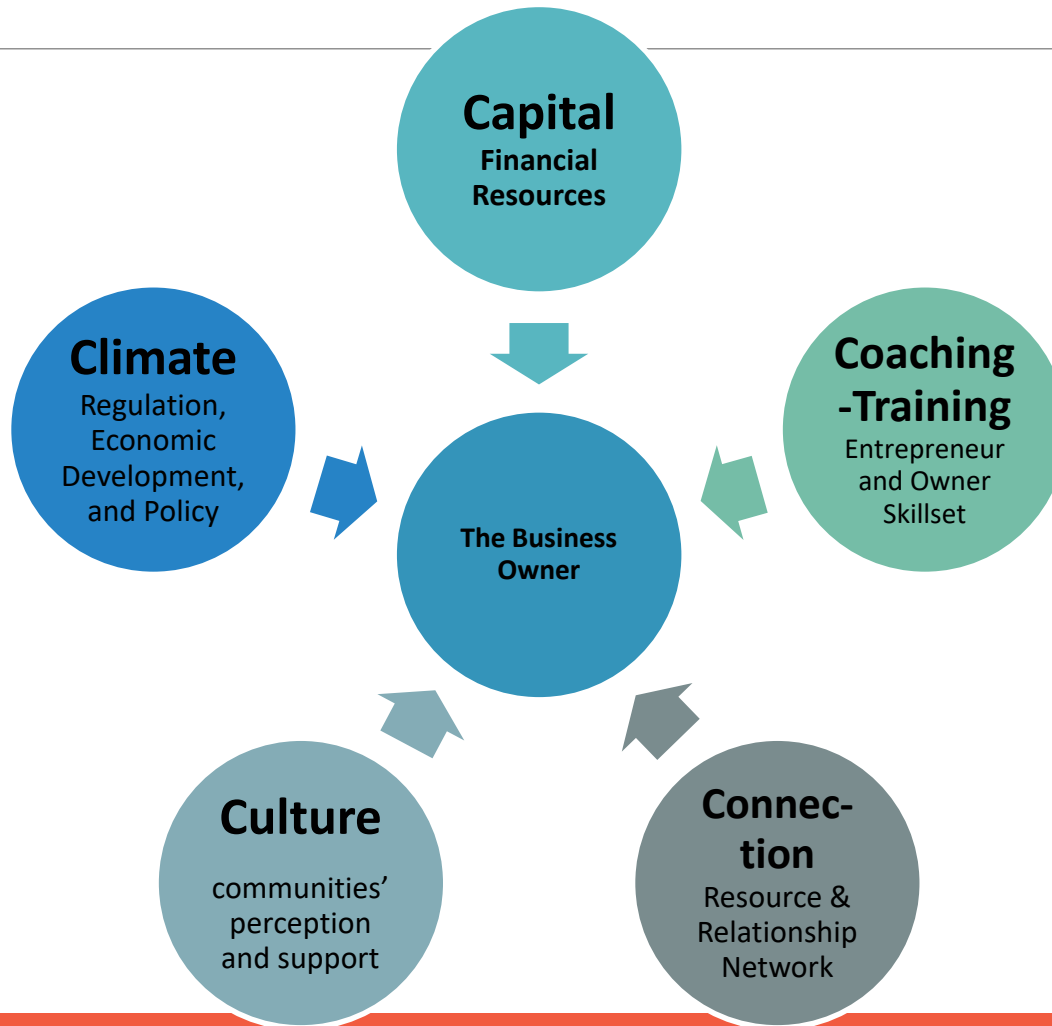 Capital
Financial
Resources
Climate
Regulation,
Economic
Development,
and Policy
Coaching
-Training
Entrepreneur
and Owner
Skillset
The Business
Owner
Culture
communities’
perception
and support
Connec-
tion
Resource &
Relationship
Network